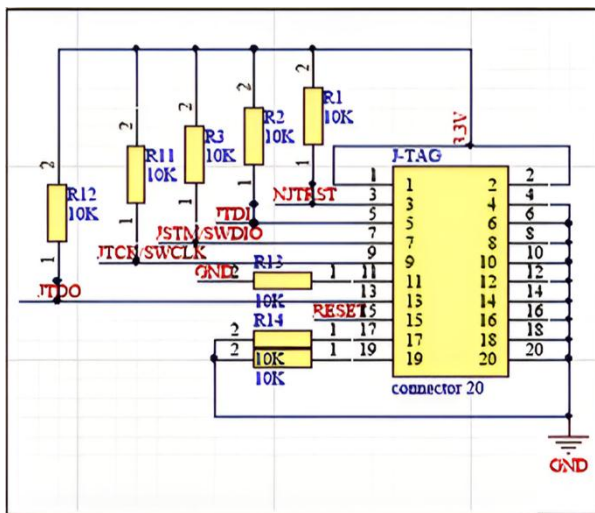 2
2
2
2
2
R1
10K
R2
10K
R3
10K
R11
10K
R12
10K
1
1
1
1
1
3.3V
J-TAG
1 1 2 2
NJTRST 3 3 4 4
JTDI 5 5 6 6
JSTM/SWDIO 7 7 8 8
JTCK/SWCLK 9 9 10 10
GND 2 R13 10K 1 11 11 12 12
JTDO 13 13 14 14
RESET 15 15 16 16
R14
2 10K 1 17 17 18 18
2 10K 1 19 19 20 20
connector 20
GND